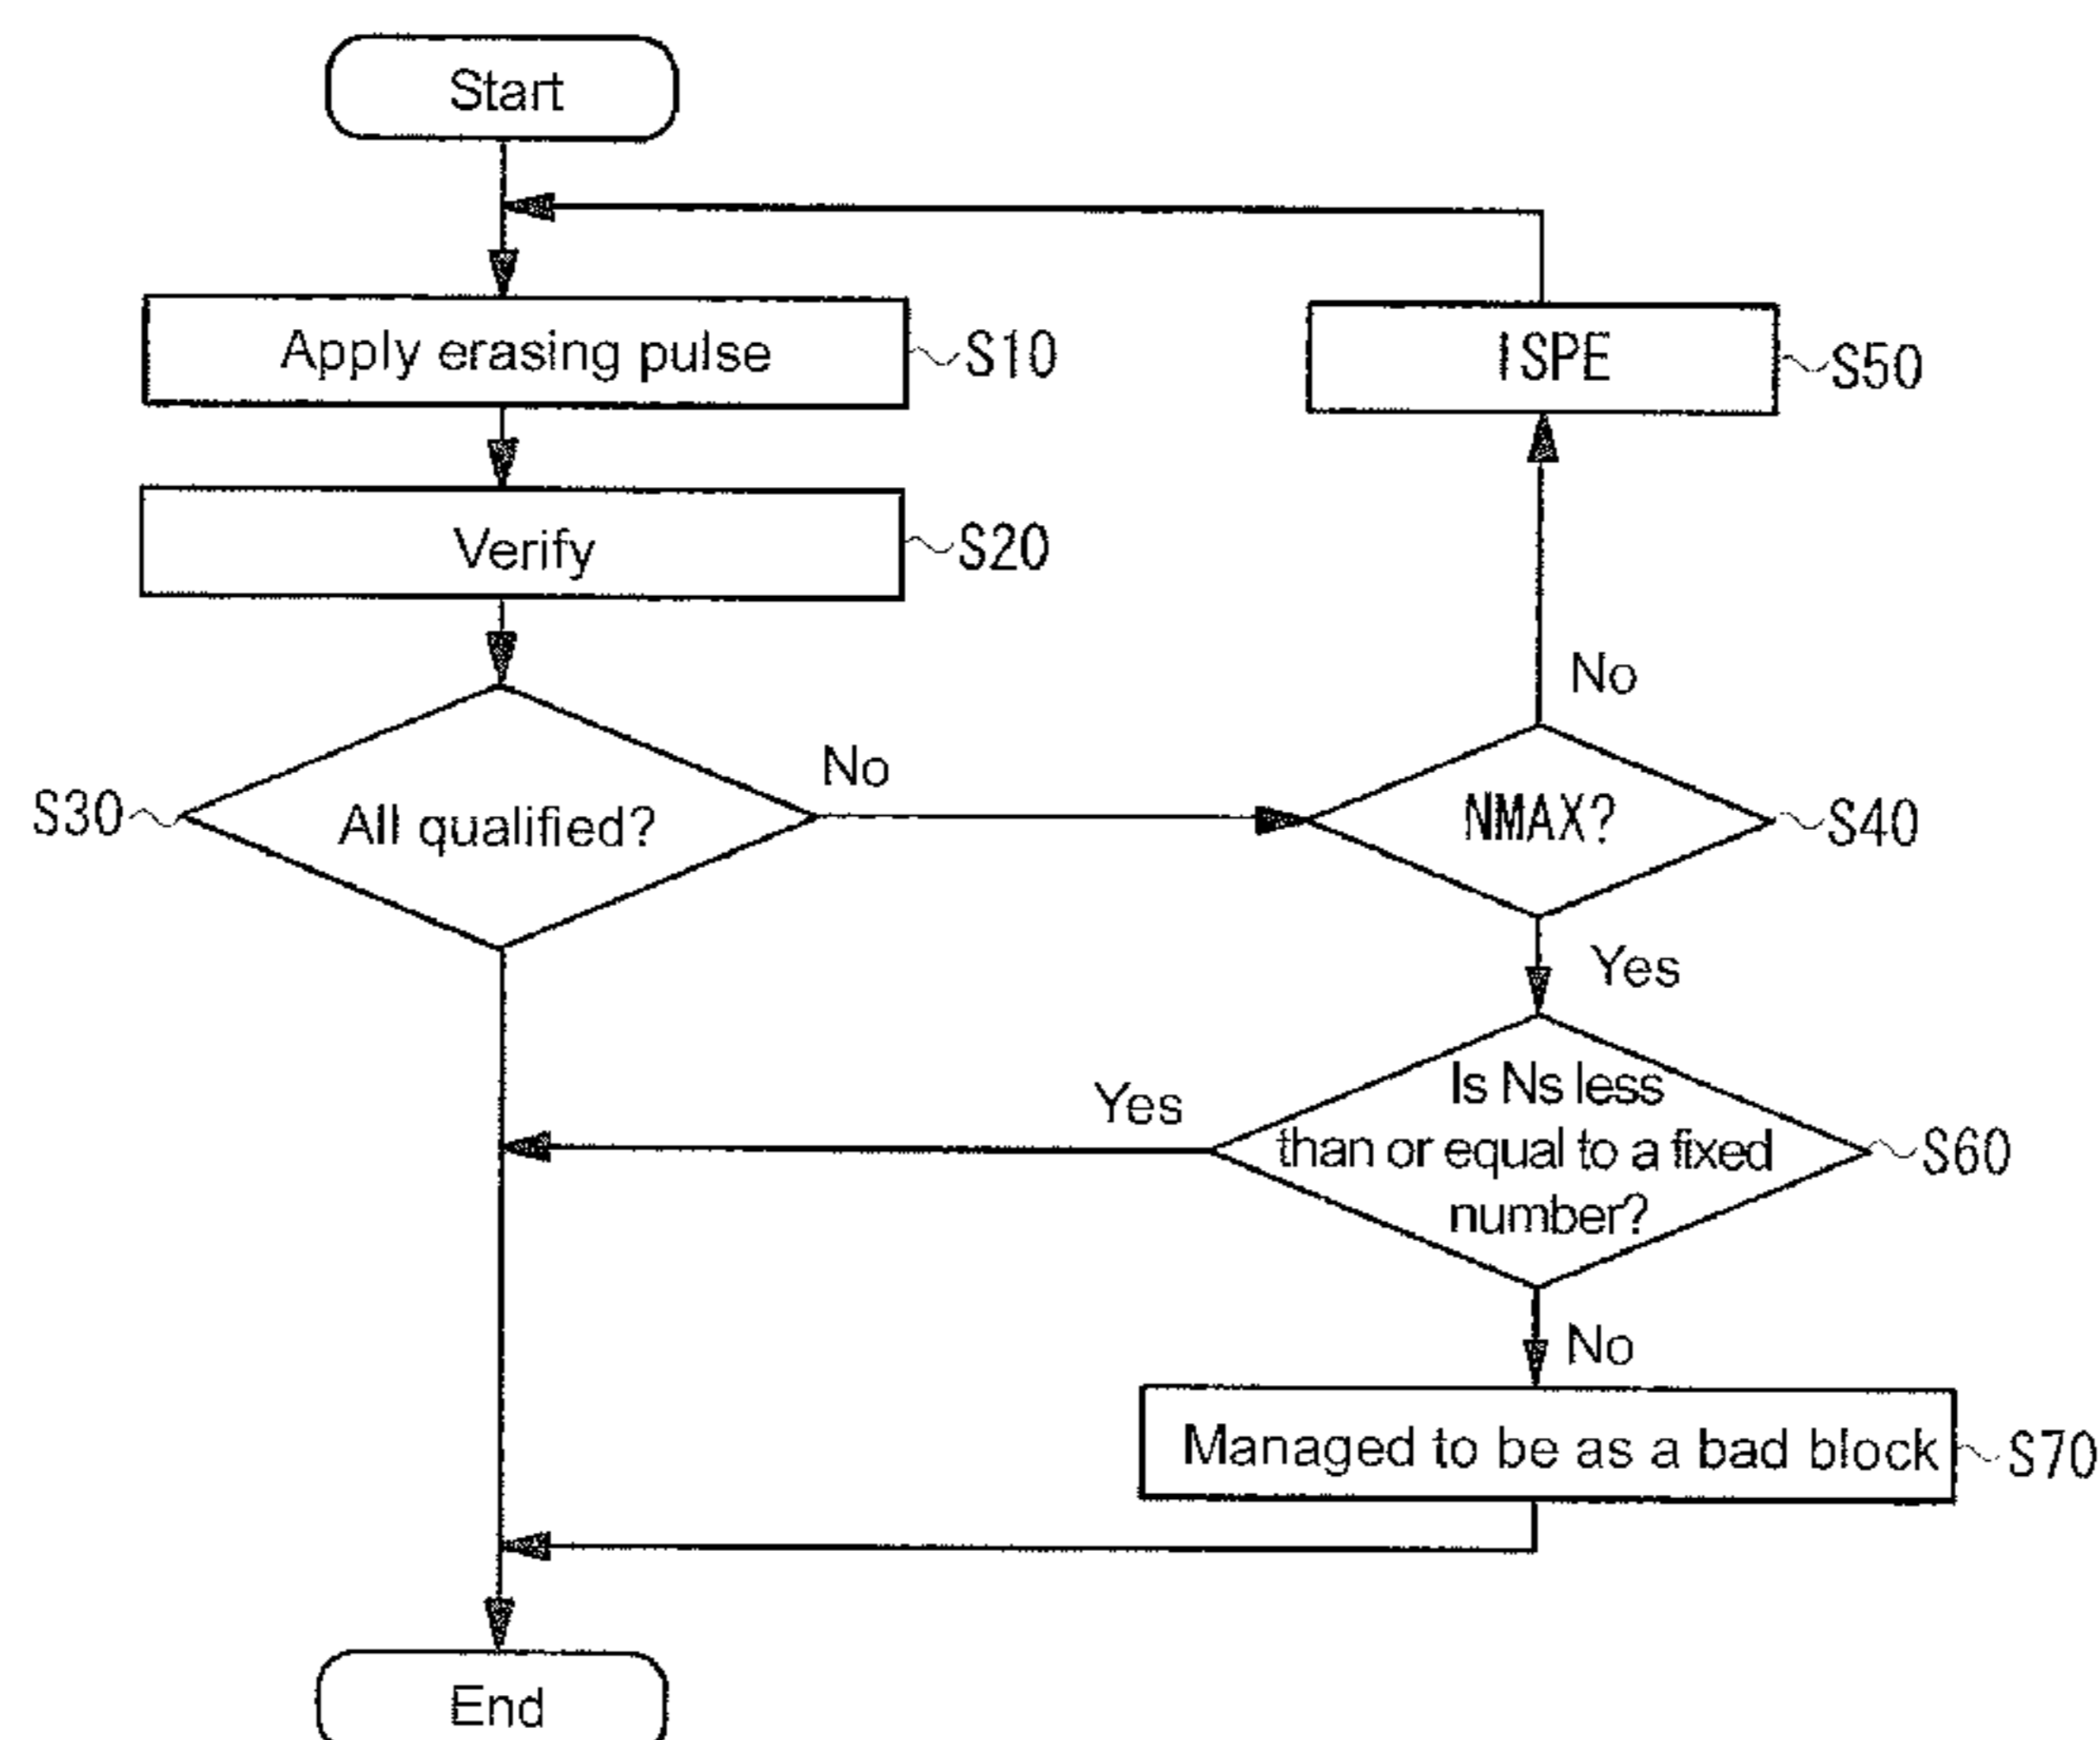 Start
Apply erasing pulse
S10
ISPE
S50
Verify
S20
No
No
S30
All qualified?
NMAX?
S40
Yes
Yes
Is Ns less
than or equal to a fixed
number?
S60
No
Managed to be as a bad block
S70
End